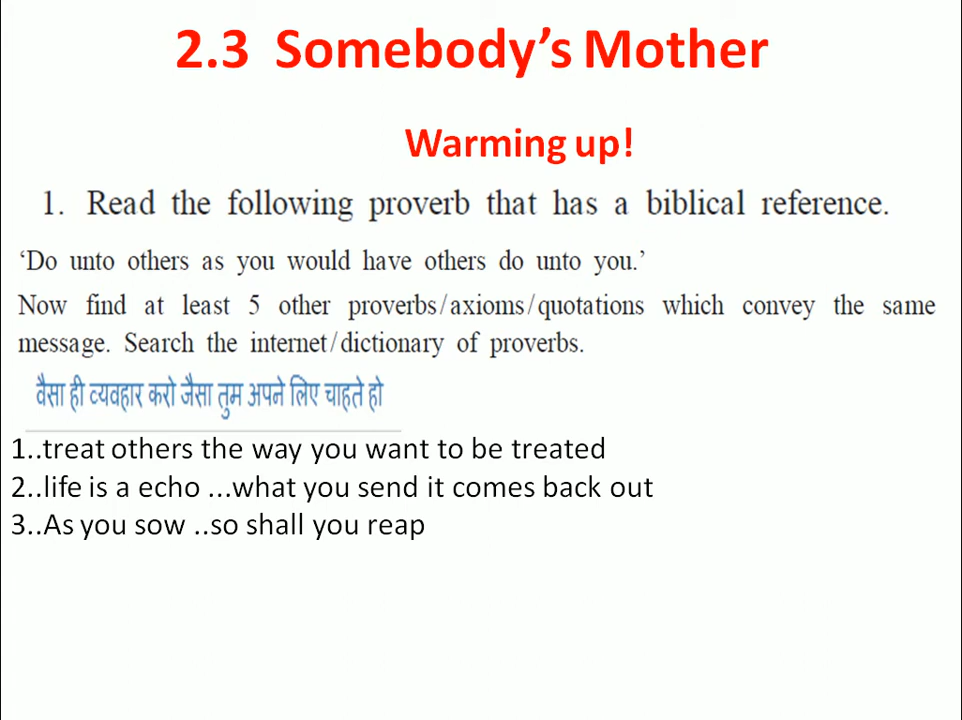 2.3 Somebody’s Mother
Warming up!
1. Read the following proverb that has a biblical reference.
‘Do unto others as you would have others do unto you.’
Now find at least 5 other proverbs/axioms/quotations which convey the same
message. Search the internet/dictionary of proverbs.
वैसा ही व्यवहार करो जैसा तुम अपने लिए चाहते हो
1..treat others the way you want to be treated
2..life is a echo ...what you send it comes back out
3..As you sow ..so shall you reap